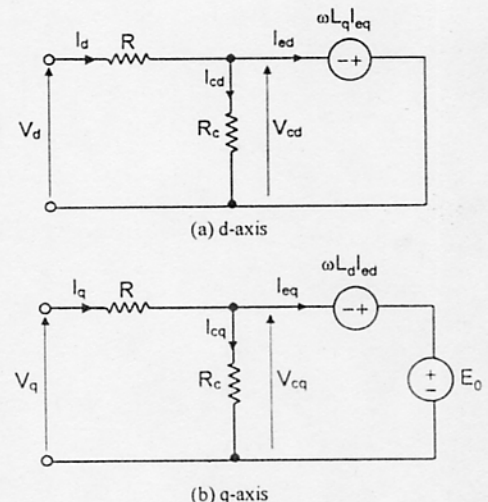 ωLqIeq
Id R Ied
- +
Icd
Vd Rc Vcd
(a) d-axis
ωLdIed
Iq R Ieq
- +
Icq
Vq Rc Vcq + - E0
(b) q-axis